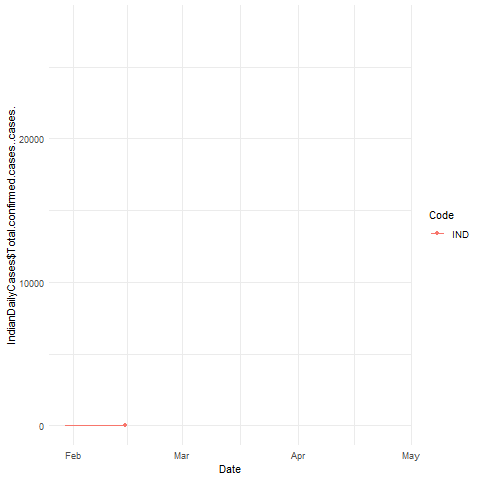 IndianDailyCases$Total.confirmed.cases..cases.
20000
10000
0
Feb Mar Apr May
Date
Code
IND